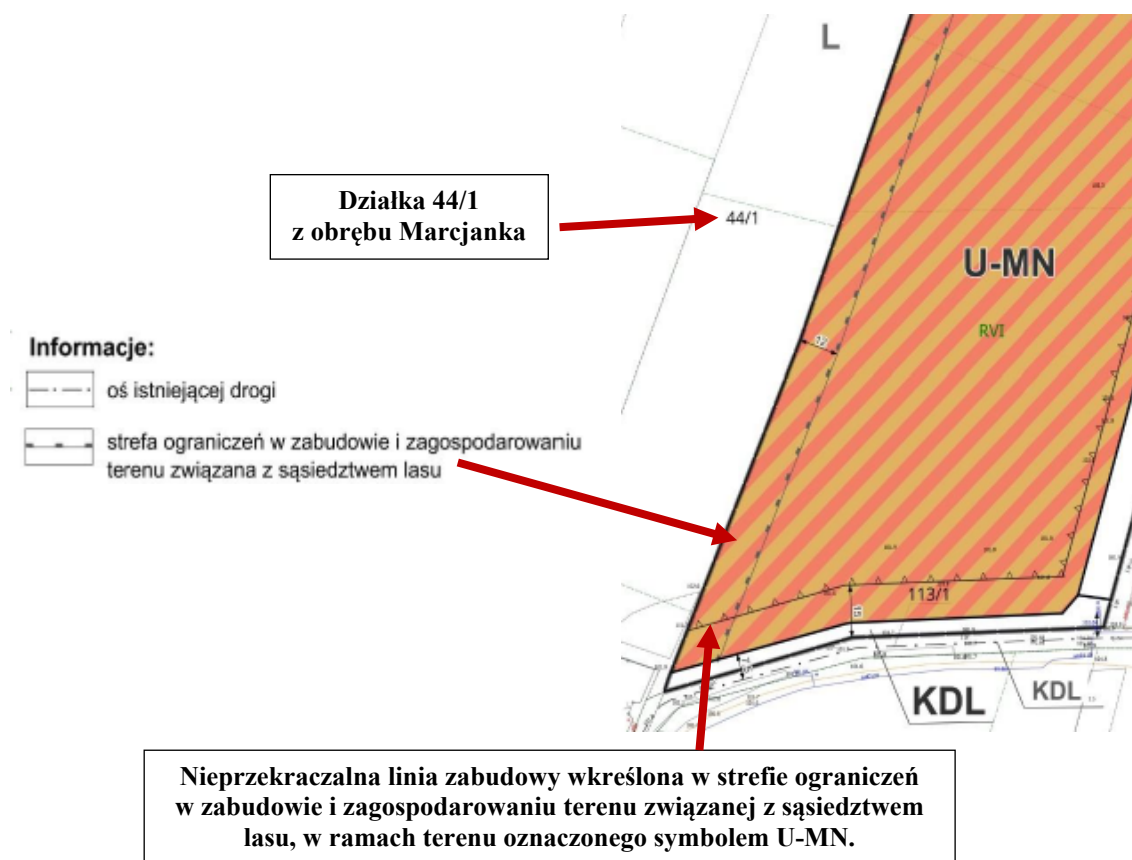 L
Działka 44/1
z obrębu Marcjanka
44/1
U-MN
RVI
12
Informacje:
oś istniejącej drogi
strefa ograniczeń w zabudowie i zagospodarowaniu
terenu związana z sąsiedztwem lasu
113/1
15
KDL
KDL
Nieprzekraczalna linia zabudowy wkreślona w strefie ograniczeń
w zabudowie i zagospodarowaniu terenu związanej z sąsiedztwem
lasu, w ramach terenu oznaczonego symbolem U-MN.